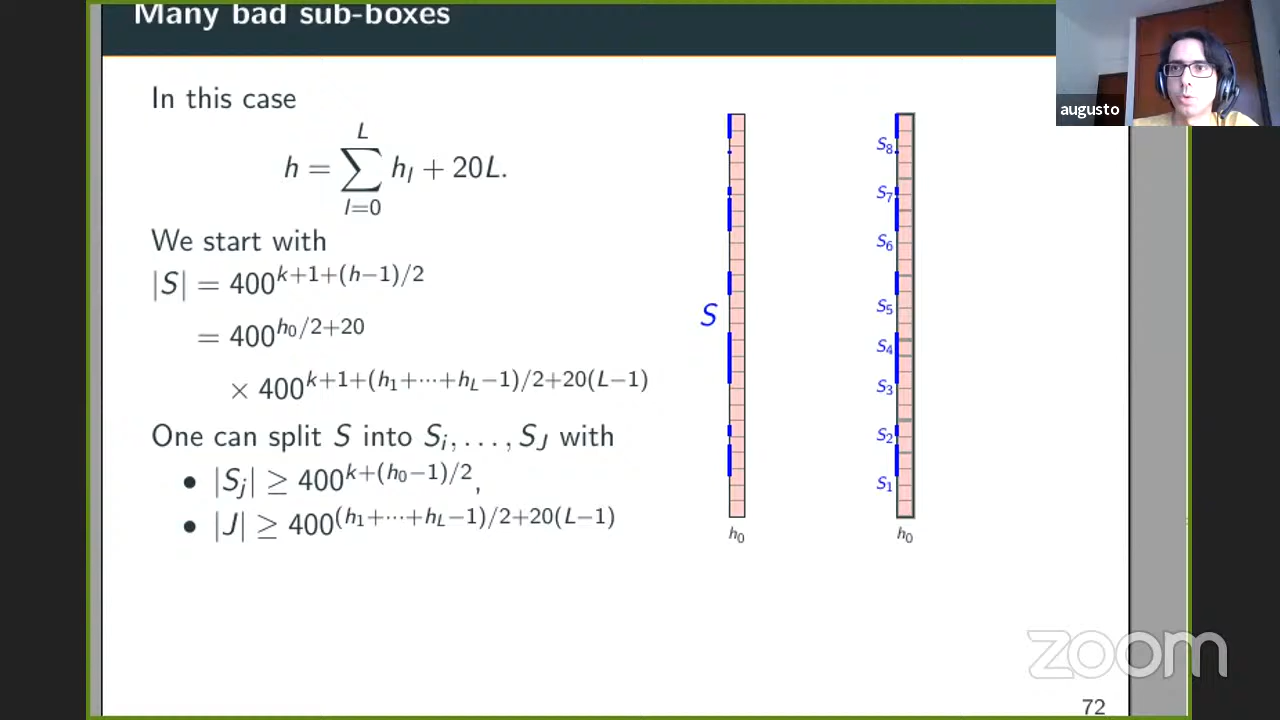 Many bad sub-boxes
augusto
In this case
h = ∑_{l=0}^{L} h_l + 20L.
We start with
|S| = 400^{k+1+(h−1)/2}
= 400^{h_0/2+20}
× 400^{k+1+(h_1+⋯+h_L−1)/2+20(L−1)}
One can split S into S_i, . . . , S_J with
• |S_j| ≥ 400^{k+(h_0−1)/2},
• |J| ≥ 400^{(h_1+⋯+h_L−1)/2+20(L−1)}
S
h_0
S_8
S_7
S_6
S_5
S_4
S_3
S_2
S_1
h_0
zoom
72